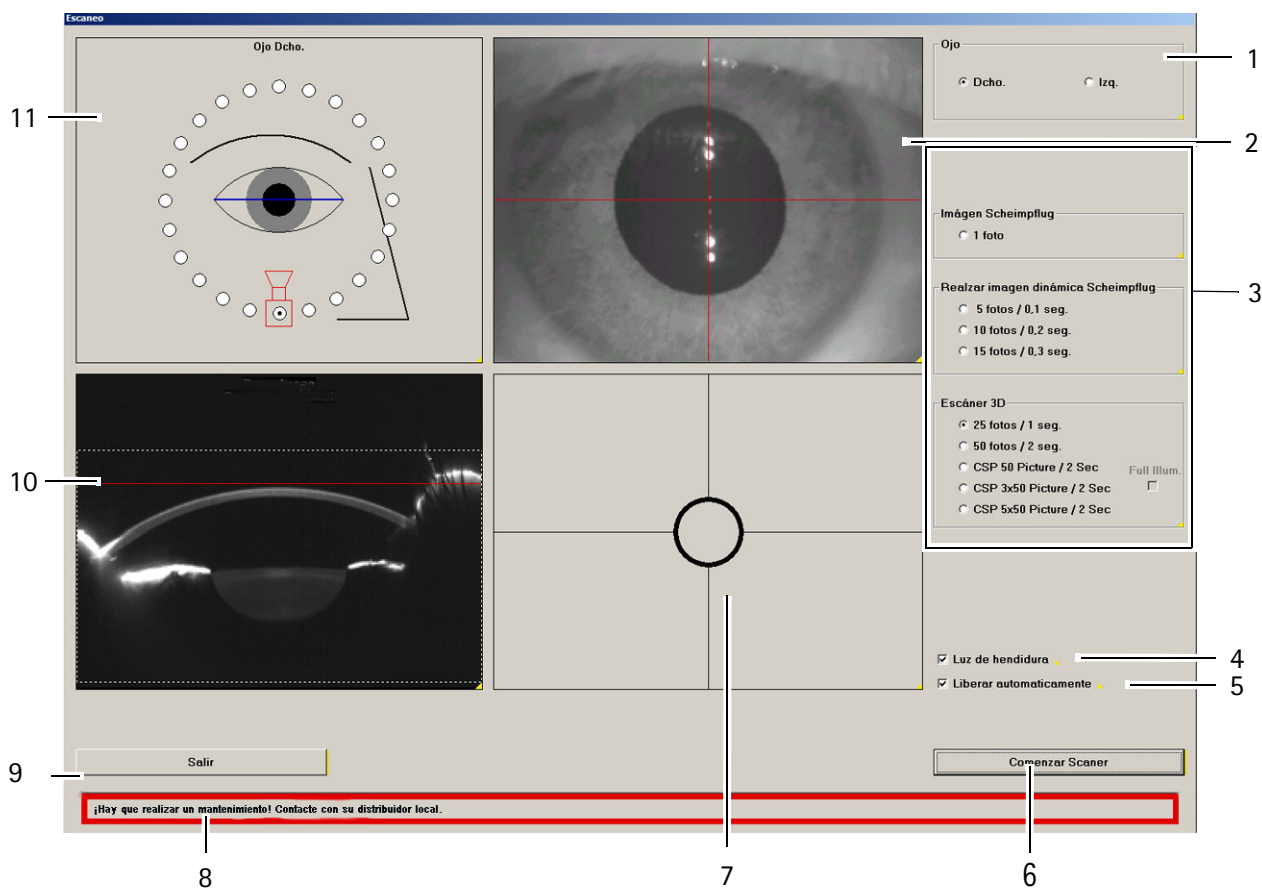 Escaneo
Ojo Dcho.
Ojo
Dcho.
Izq.
1
11
2
Imágen Scheimpflug
1 foto
Realzar imagen dinámica Scheimpflug
5 fotos / 0,1 seg.
10 fotos / 0,2 seg.
15 fotos / 0,3 seg.
3
Escáner 3D
25 fotos / 1 seg.
50 fotos / 2 seg.
CSP 50 Picture / 2 Sec
Full Illum.
CSP 3x50 Picture / 2 Sec
CSP 5x50 Picture / 2 Sec
10
Luz de hendidura
4
Liberar automaticamente
5
Salir
Comenzar Scaner
9
¡Hay que realizar un mantenimiento! Contacte con su distribuidor local.
8
7
6